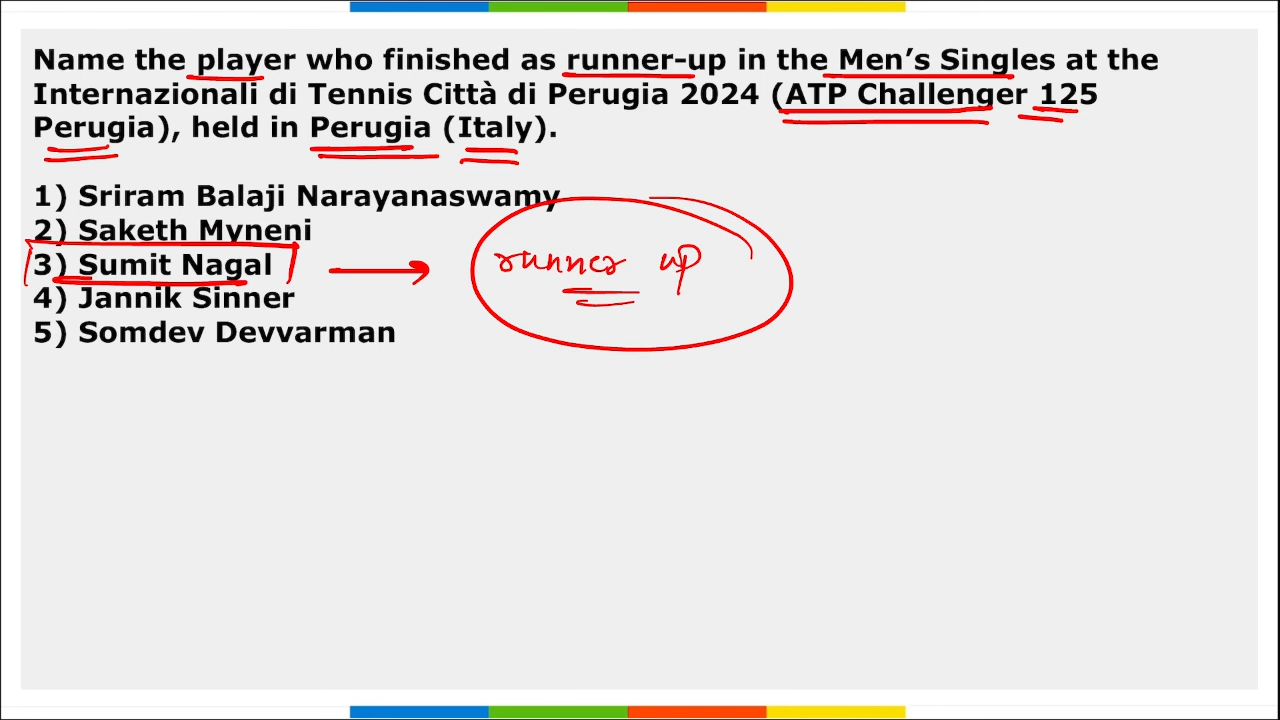 Name the player who finished as runner-up in the Men’s Singles at the
Internazionali di Tennis Città di Perugia 2024 (ATP Challenger 125
Perugia), held in Perugia (Italy).
1) Sriram Balaji Narayanaswamy
2) Saketh Myneni
3) Sumit Nagal
runner up
4) Jannik Sinner
5) Somdev Devvarman